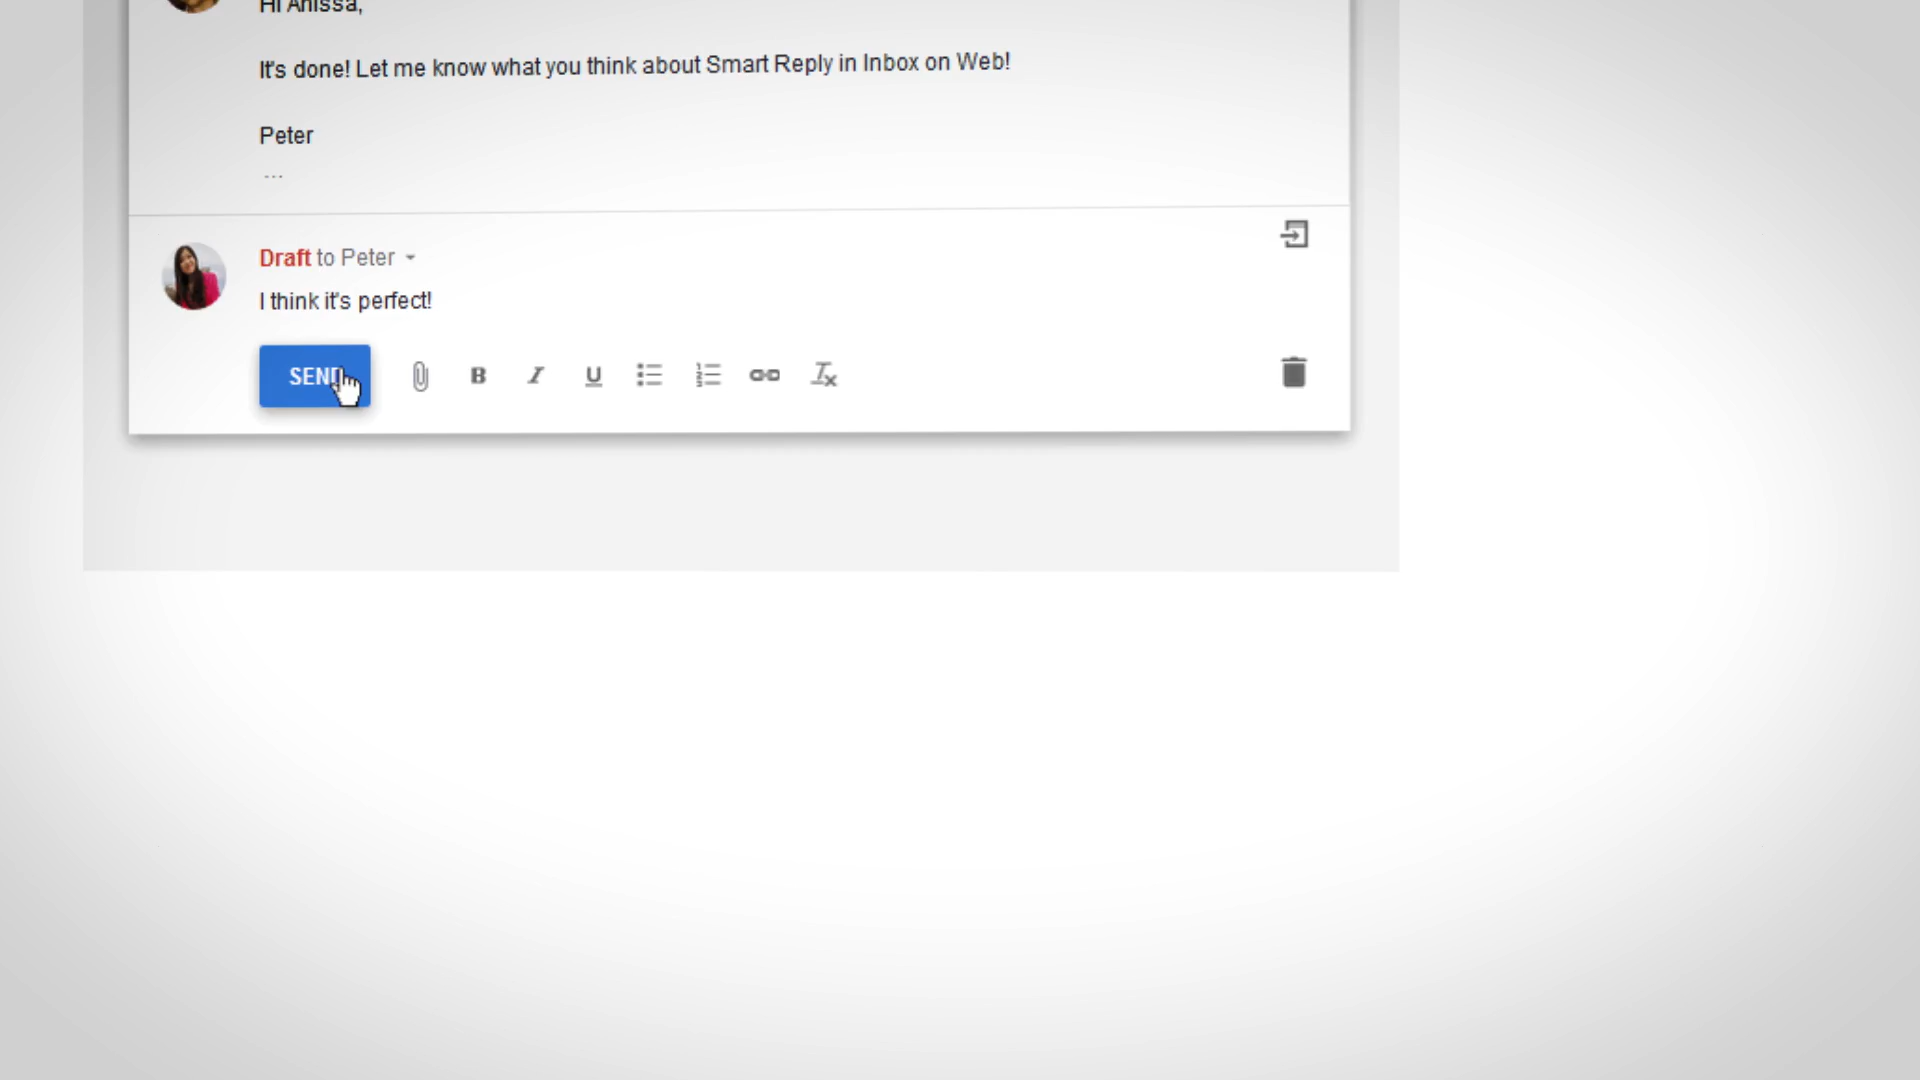 Hi Anissa,
It's done! Let me know what you think about Smart Reply in Inbox on Web!
Peter
...
Draft to Peter
I think it's perfect!
SEND